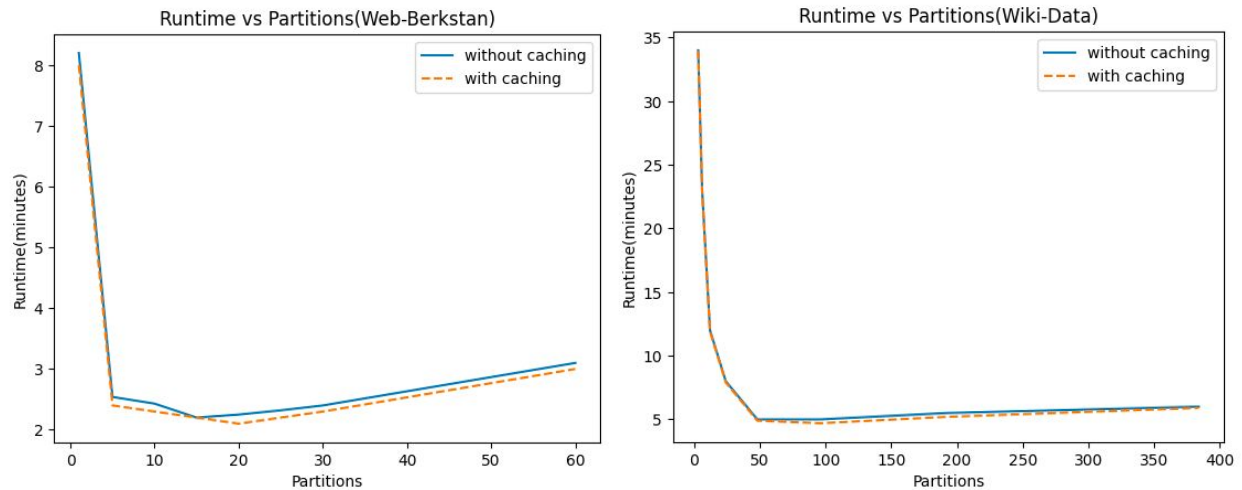 Runtime vs Partitions(Web-Berkstan)
Runtime(minutes)
8
7
6
5
4
3
2
without caching
with caching
0 10 20 30 40 50 60
Partitions
Runtime vs Partitions(Wiki-Data)
Runtime(minutes)
35
30
25
20
15
10
5
without caching
with caching
0 50 100 150 200 250 300 350 400
Partitions